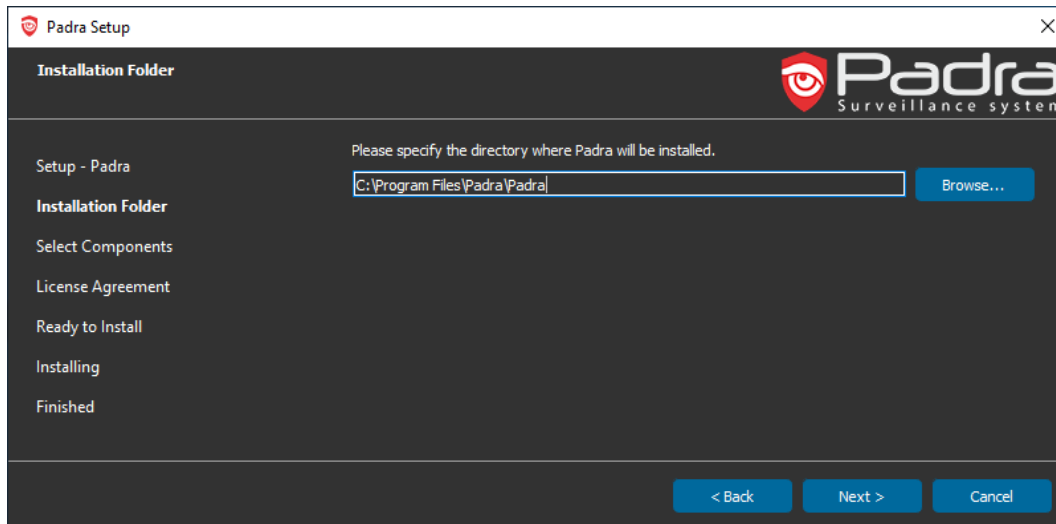 Padra Setup
Installation Folder
Padra
Surveillance system
Setup - Padra
Installation Folder
Select Components
License Agreement
Ready to Install
Installing
Finished
Please specify the directory where Padra will be installed.
C:\Program Files\Padra\Padra
Browse...
< Back
Next >
Cancel